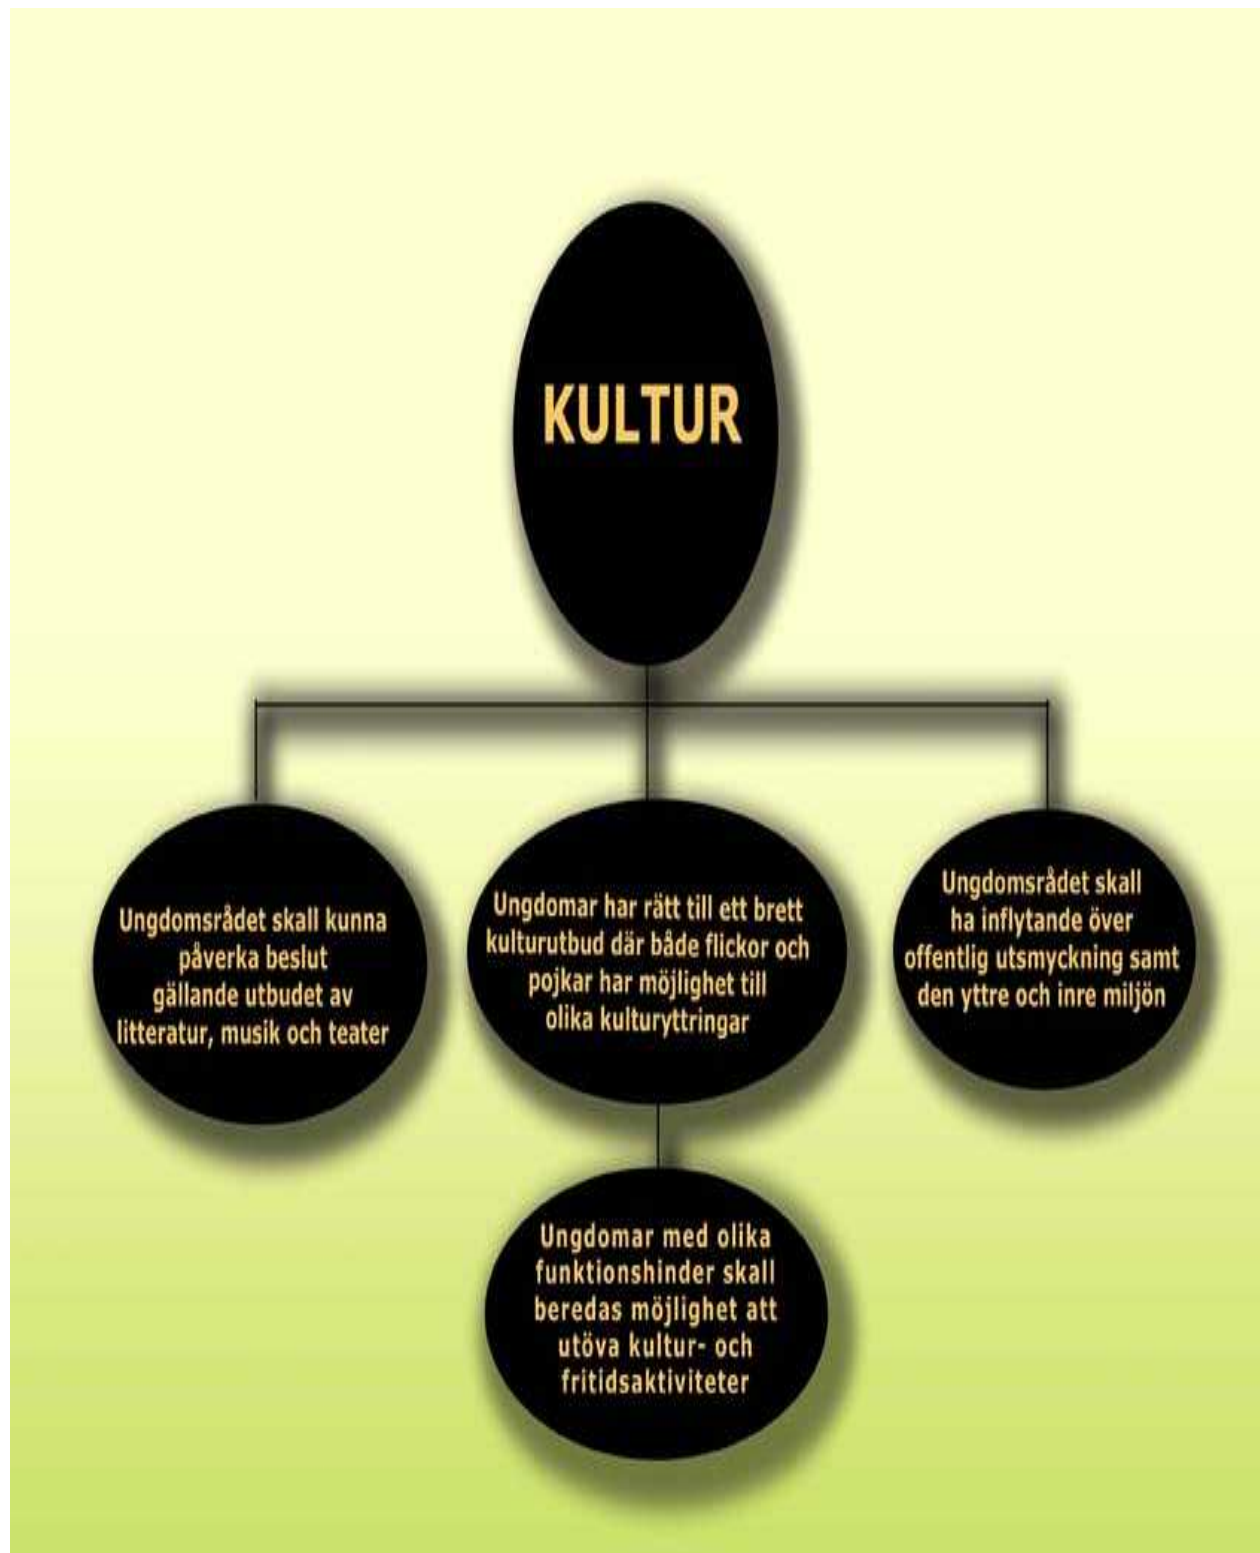 KULTUR
Ungdomsrådet skall kunna
påverka beslut
gällande utbudet av
litteratur, musik och teater
Ungdomar har rätt till ett brett
kulturutbud där både flickor och
pojkar har möjlighet till
olika kulturyttringar
Ungdomsrådet skall
ha inflytande över
offentlig utsmyckning samt
den yttre och inre miljön
Ungdomar med olika
funktionshinder skall
beredas möjlighet att
utöva kultur- och
fritidsaktiviteter